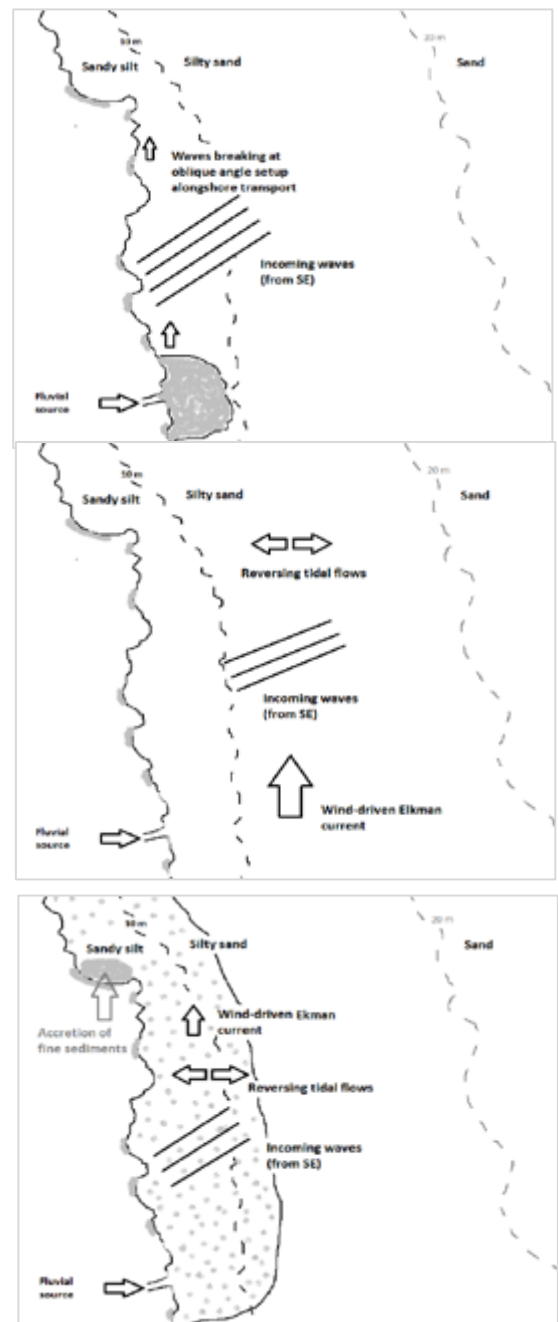 10 m
20 m
Sandy silt
Silty sand
Sand
Waves breaking at
oblique angle setup
alongshore transport
Incoming waves
(from SE)
Fluvial
source
10 m
20 m
Sandy silt
Silty sand
Sand
Reversing tidal flows
Incoming waves
(from SE)
Wind-driven Elkman
current
Fluvial
source
10 m
20 m
Sandy silt
Silty sand
Sand
Wind-driven Ekman
current
Accretion of
fine sediments
Reversing tidal flows
Incoming waves
(from SE)
Fluvial
source